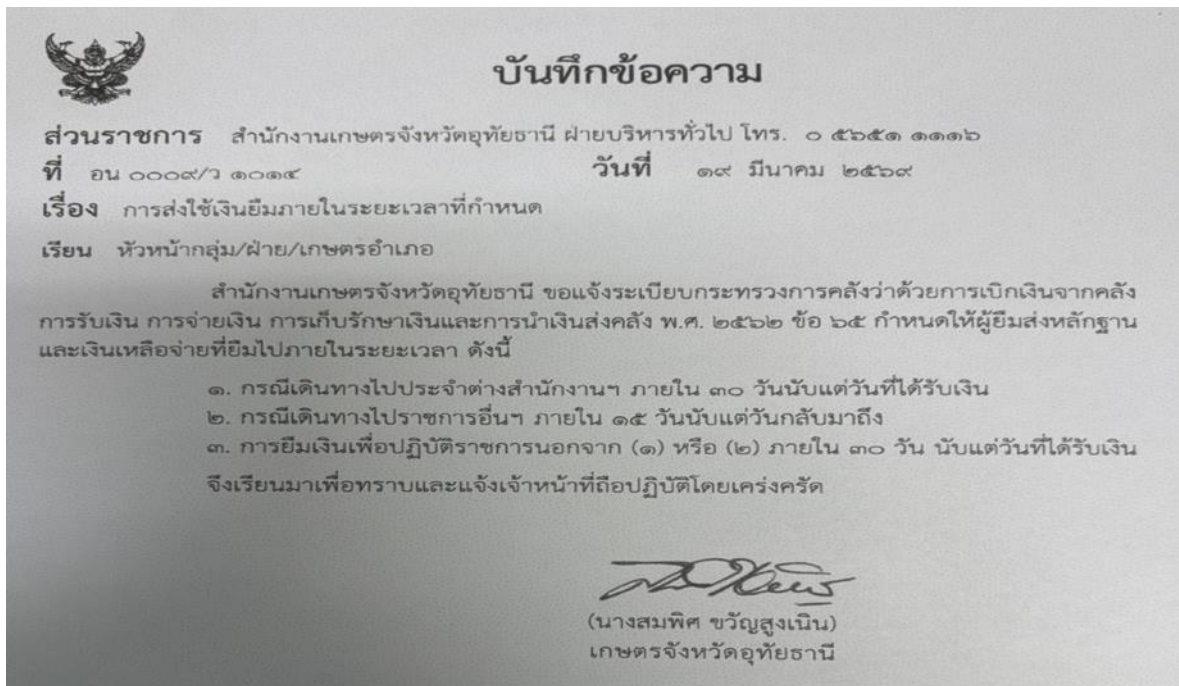 บันทึกข้อความ
ส่วนราชการ สำนักงานเกษตรจังหวัดอุทัยธานี ฝ่ายบริหารทั่วไป โทร. ๐ ๕๖๕๑ ๑๑๑๖
ที่ อน ๐๐๐๙/ว ๑๐๑๔ วันที่ ๑๙ มีนาคม ๒๕๖๙
เรื่อง การส่งใช้เงินยืมภายในระยะเวลาที่กำหนด
เรียน หัวหน้ากลุ่ม/ฝ่าย/เกษตรอำเภอ
สำนักงานเกษตรจังหวัดอุทัยธานี ขอแจ้งระเบียบกระทรวงการคลังว่าด้วยการเบิกเงินจากคลัง
การรับเงิน การจ่ายเงิน การเก็บรักษาเงินและการนำเงินส่งคลัง พ.ศ. ๒๕๖๒ ข้อ ๖๕ กำหนดให้ผู้ยืมส่งหลักฐาน
และเงินเหลือจ่ายที่ยืมไปภายในระยะเวลา ดังนี้
๑. กรณีเดินทางไปประจำต่างสำนักงานฯ ภายใน ๓๐ วันนับแต่วันที่ได้รับเงิน
๒. กรณีเดินทางไปราชการอื่นฯ ภายใน ๑๕ วันนับแต่วันกลับมาถึง
๓. การยืมเงินเพื่อปฏิบัติราชการนอกจาก (๑) หรือ (๒) ภายใน ๓๐ วัน นับแต่วันที่ได้รับเงิน
จึงเรียนมาเพื่อทราบและแจ้งเจ้าหน้าที่ถือปฏิบัติโดยเคร่งครัด
(นางสมพิศ ขวัญสูงเนิน)
เกษตรจังหวัดอุทัยธานี